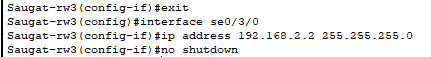 Saugat-rw3(config-if)#exit
Saugat-rw3(config)#interface se0/3/0
Saugat-rw3(config-if)#ip address 192.168.2.2 255.255.255.0
Saugat-rw3(config-if)#no shutdown